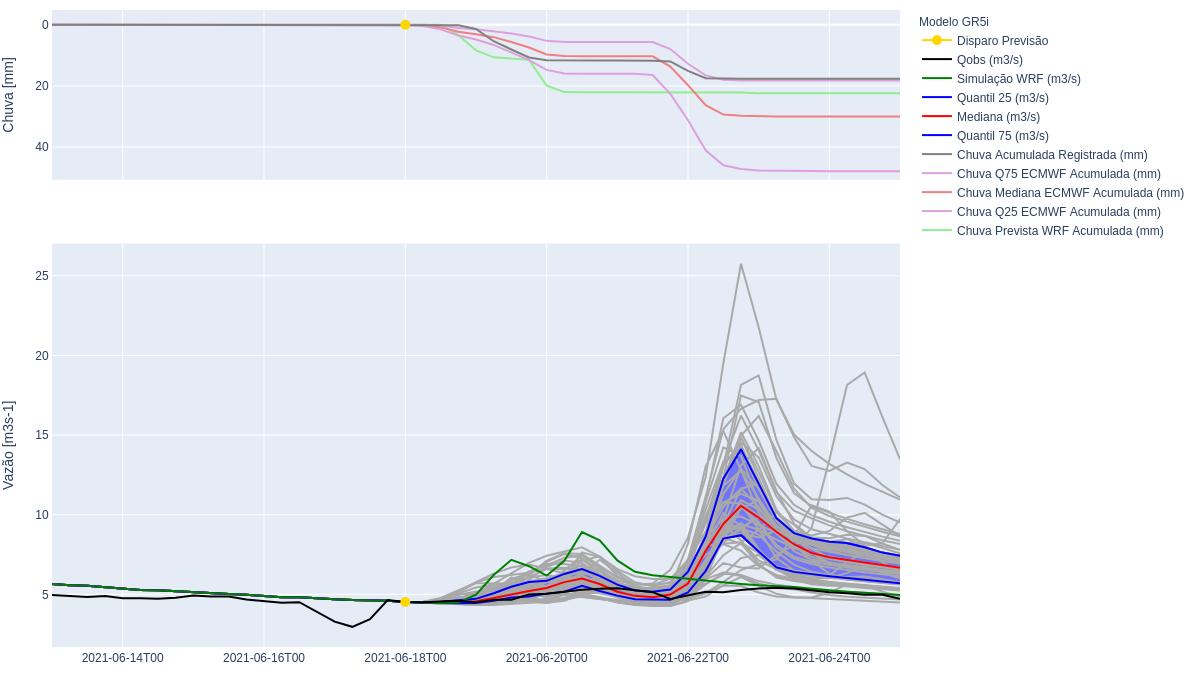 Modelo GR5i
Disparo Previsão
Qobs (m3/s)
Simulação WRF (m3/s)
Quantil 25 (m3/s)
Mediana (m3/s)
Quantil 75 (m3/s)
Chuva Acumulada Registrada (mm)
Chuva Q75 ECMWF Acumulada (mm)
Chuva Mediana ECMWF Acumulada (mm)
Chuva Q25 ECMWF Acumulada (mm)
Chuva Prevista WRF Acumulada (mm)
Chuva [mm]
0
20
40
Vazão [m3s-1]
25
20
15
10
5
2021-06-14T00
2021-06-16T00
2021-06-18T00
2021-06-20T00
2021-06-22T00
2021-06-24T00